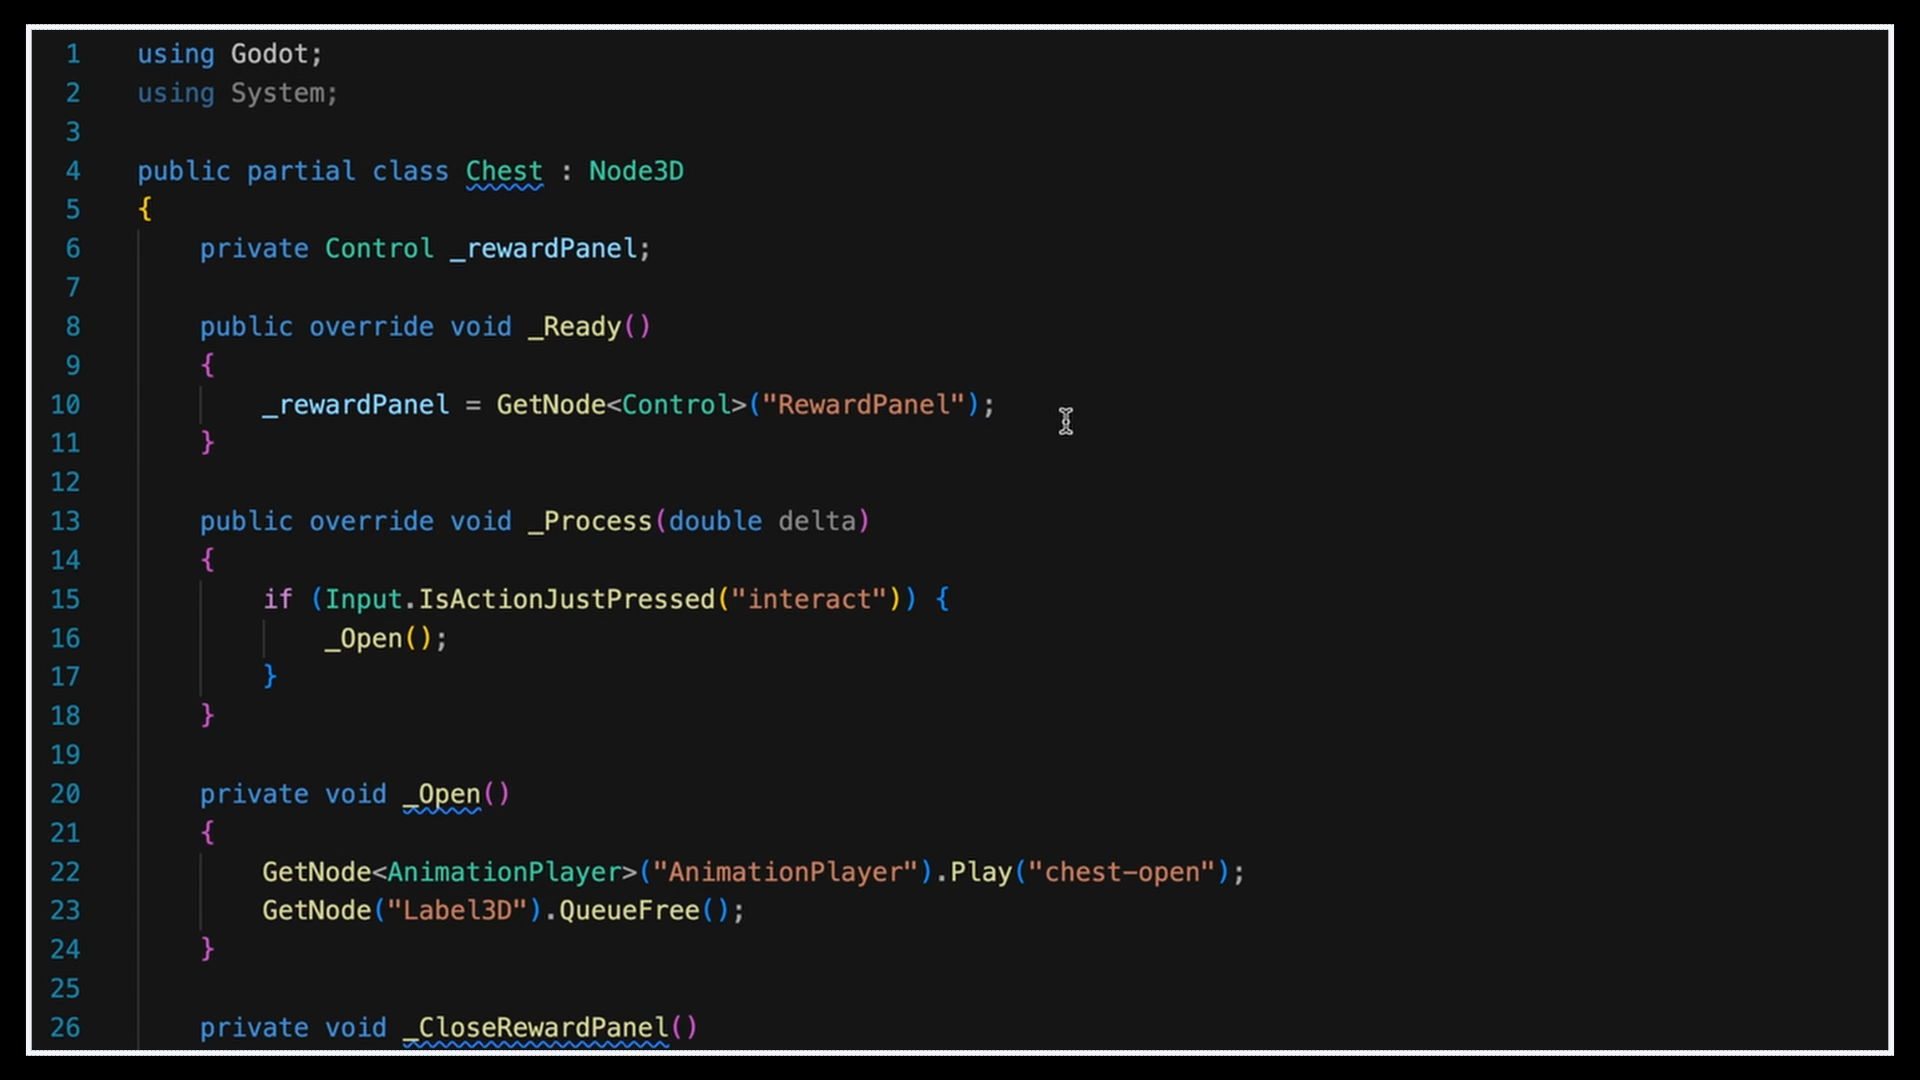 1 using Godot;
2 using System;
3
4 public partial class Chest : Node3D
5 {
6     private Control _rewardPanel;
7
8     public override void _Ready()
9     {
10         _rewardPanel = GetNode<Control>("RewardPanel");
11     }
12
13     public override void _Process(double delta)
14     {
15         if (Input.IsActionJustPressed("interact")) {
16             _Open();
17         }
18     }
19
20     private void _Open()
21     {
22         GetNode<AnimationPlayer>("AnimationPlayer").Play("chest-open");
23         GetNode("Label3D").QueueFree();
24     }
25
26     private void _CloseRewardPanel()